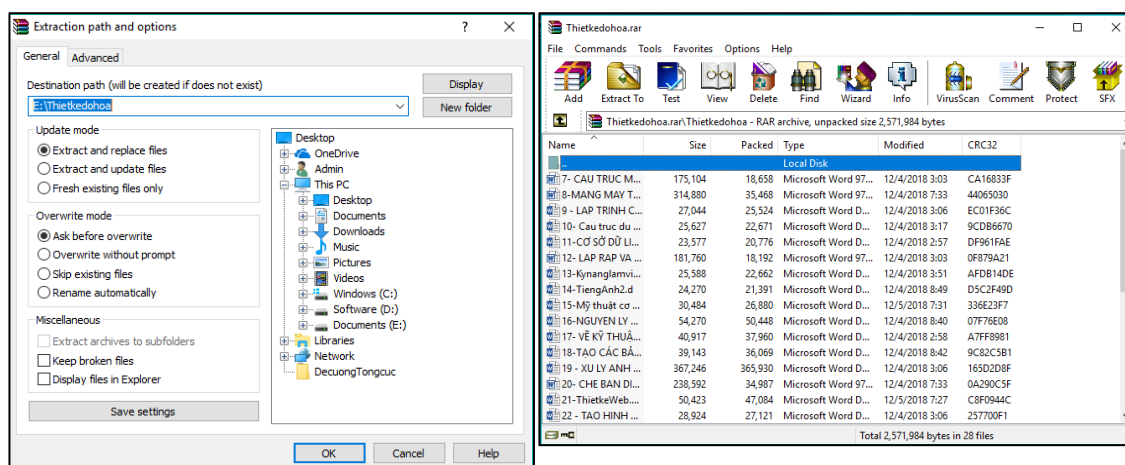 Extraction path and options
? ×
General Advanced
Destination path (will be created if does not exist)
Display
E:\Thietkedohoa
New folder
Update mode
Extract and replace files
Extract and update files
Fresh existing files only
Overwrite mode
Ask before overwrite
Overwrite without prompt
Skip existing files
Rename automatically
Miscellaneous
Extract archives to subfolders
Keep broken files
Display files in Explorer
Save settings
Desktop
OneDrive
Admin
This PC
Desktop
Documents
Downloads
Music
Pictures
Videos
Windows (C:)
Software (D:)
Documents (E:)
Libraries
Network
DecuongTongcuc
OK Cancel Help
Thietkedohoa.rar
File Commands Tools Favorites Options Help
Add Extract To Test View Delete Find Wizard Info VirusScan Comment Protect SFX
Thietkedohoa.rar\Thietkedohoa - RAR archive, unpacked size 2,571,984 bytes
Name Size Packed Type Modified CRC32
.. Local Disk
7- CAU TRUC M... 175,104 18,658 Microsoft Word 97... 12/4/2018 3:03 CA16833F
8-MANG MAY T... 314,880 35,468 Microsoft Word 97... 12/4/2018 7:33 44065030
9 - LAP TRINH C... 27,044 25,524 Microsoft Word D... 12/4/2018 3:06 EC01F36C
10- Cau truc du ... 25,627 22,671 Microsoft Word D... 12/4/2018 3:17 9CDB6670
11-CƠ SỞ DỮ LI... 23,577 20,776 Microsoft Word D... 12/4/2018 2:57 DF961FAE
12- LAP RAP VA ... 181,760 18,192 Microsoft Word 97... 12/4/2018 3:03 0F879A21
13-Kynanglamvi... 25,588 22,662 Microsoft Word D... 12/4/2018 3:51 AFDB14DE
14-TiengAnh2.d 24,270 21,391 Microsoft Word D... 12/4/2018 8:49 D5C2F49D
15-Mỹ thuật cơ ... 30,484 26,880 Microsoft Word D... 12/5/2018 7:31 336E23F7
16-NGUYEN LY ... 54,270 50,448 Microsoft Word D... 12/4/2018 8:40 07F76E08
17- VẼ KỸ THUẬ... 40,917 37,960 Microsoft Word D... 12/4/2018 2:58 A7FF8981
18-TẠO CÁC BẢ... 39,143 36,069 Microsoft Word D... 12/4/2018 8:42 9C82C5B1
19 - XU LY ANH ... 367,246 365,930 Microsoft Word D... 12/4/2018 3:06 165D2D8F
20- CHE BAN DI... 238,592 34,987 Microsoft Word 97... 12/4/2018 7:33 0A290C5F
21-ThietkeWeb.... 50,423 47,084 Microsoft Word D... 12/5/2018 7:27 C8F0944C
22 - TAO HINH ... 28,924 27,121 Microsoft Word D... 12/4/2018 3:06 257700F1
Total 2,571,984 bytes in 28 files